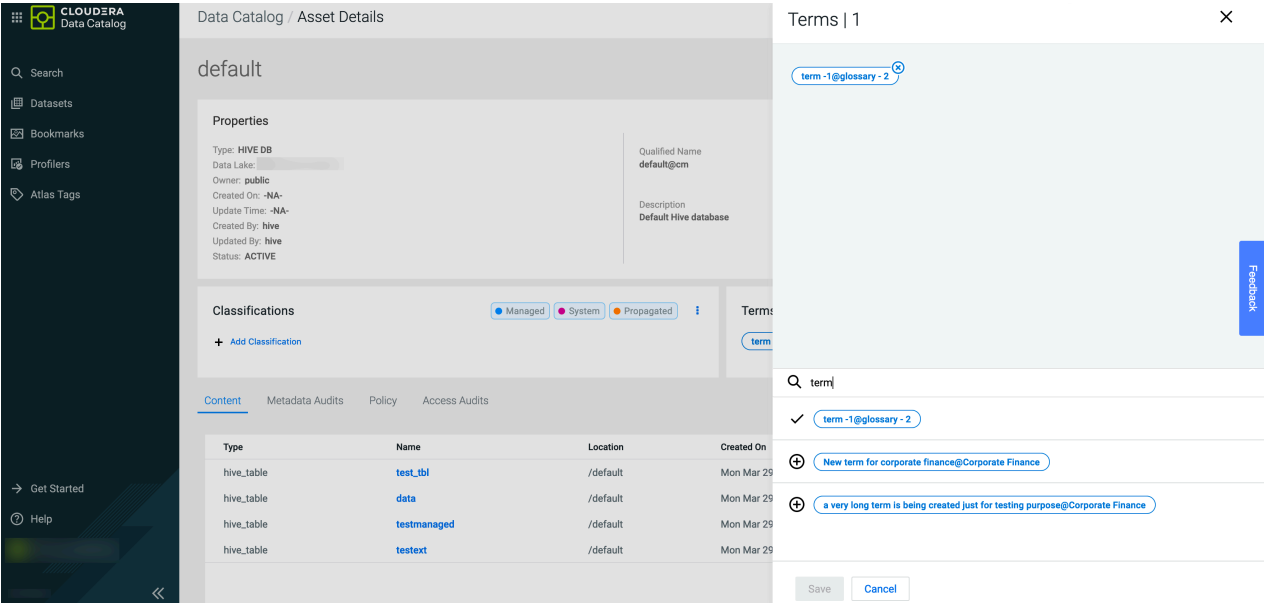 CLOUDERA
Data Catalog
Search
Datasets
Bookmarks
Profilers
Atlas Tags
Get Started
Help
Data Catalog / Asset Details
default
Properties
Type: HIVE DB
Data Lake:
Owner: public
Created On: -NA-
Update Time: -NA-
Created By: hive
Updated By: hive
Status: ACTIVE
Qualified Name
default@cm
Description
Default Hive database
Classifications
Managed System Propagated
Add Classification
Terms
term
Content Metadata Audits Policy Access Audits
Type Name Location Created On
hive_table test_tbl /default Mon Mar 29
hive_table data /default Mon Mar 29
hive_table testmanaged /default Mon Mar 29
hive_table testext /default Mon Mar 29
Terms | 1
term -1@glossary - 2
Feedback
term
term -1@glossary - 2
New term for corporate finance@Corporate Finance
a very long term is being created just for testing purpose@Corporate Finance
Save Cancel